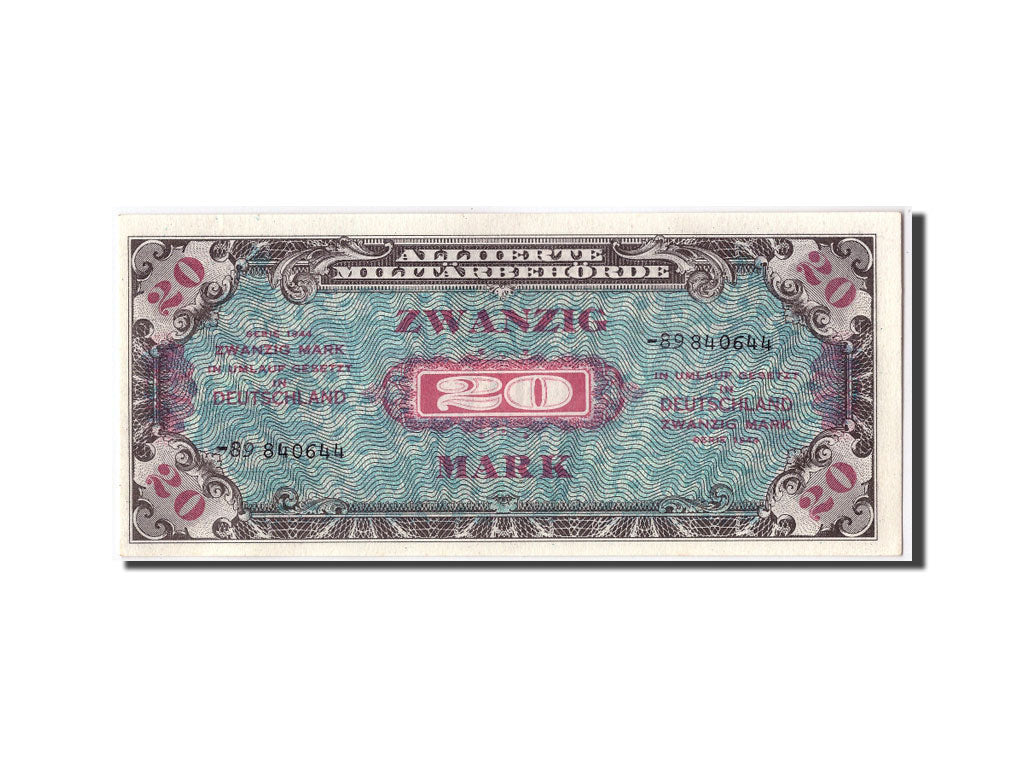 20
ALLIIERTE
MILITÄRBEHÖRDE
20
ZWANZIG
SERIE 1944
ZWANZIG MARK
IN UMLAUF GESETZT
IN
DEUTSCHLAND
-89 840644
20
-89 840644
IN UMLAUF GESETZT
IN
DEUTSCHLAND
ZWANZIG MARK
SERIE 1944
MARK
20
20